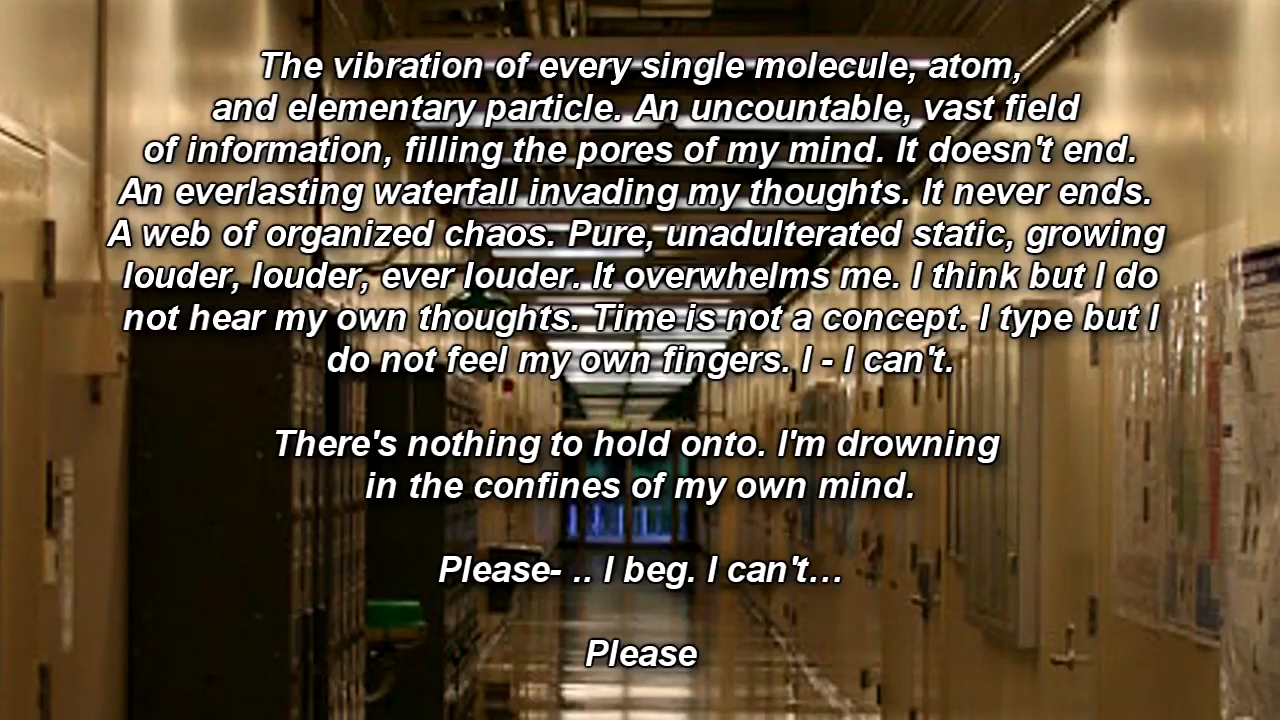 The vibration of every single molecule, atom,
and elementary particle. An uncountable, vast field
of information, filling the pores of my mind. It doesn't end.
An everlasting waterfall invading my thoughts. It never ends.
A web of organized chaos. Pure, unadulterated static, growing
louder, louder, ever louder. It overwhelms me. I think but I do
not hear my own thoughts. Time is not a concept. I type but I
do not feel my own fingers. I - I can't.
There's nothing to hold onto. I'm drowning
in the confines of my own mind.
Please- .. I beg. I can't…
Please